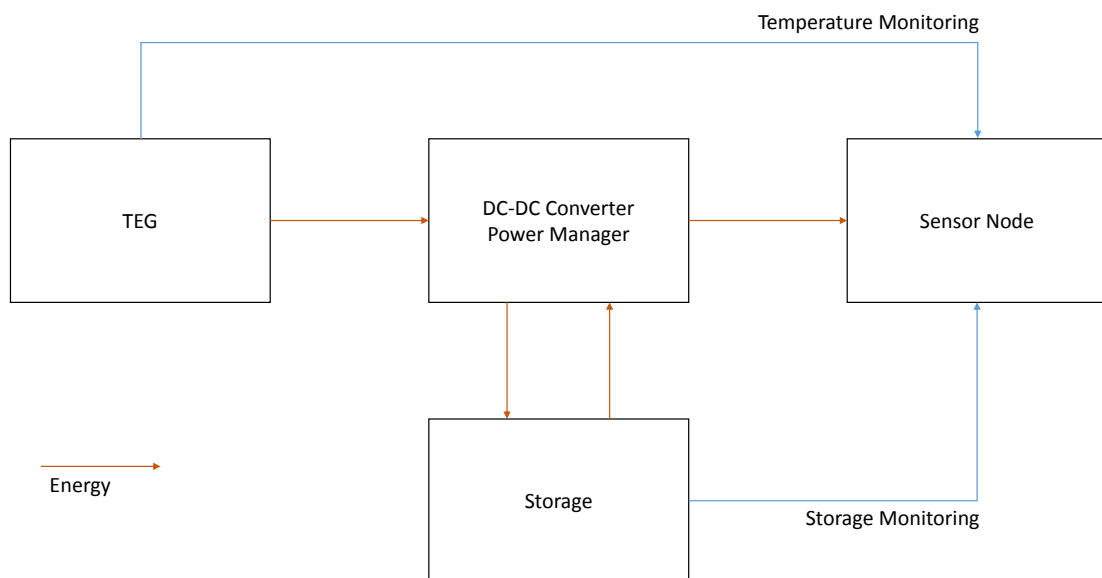 Temperature Monitoring
TEG
DC-DC Converter
Power Manager
Sensor Node
Energy
Storage
Storage Monitoring